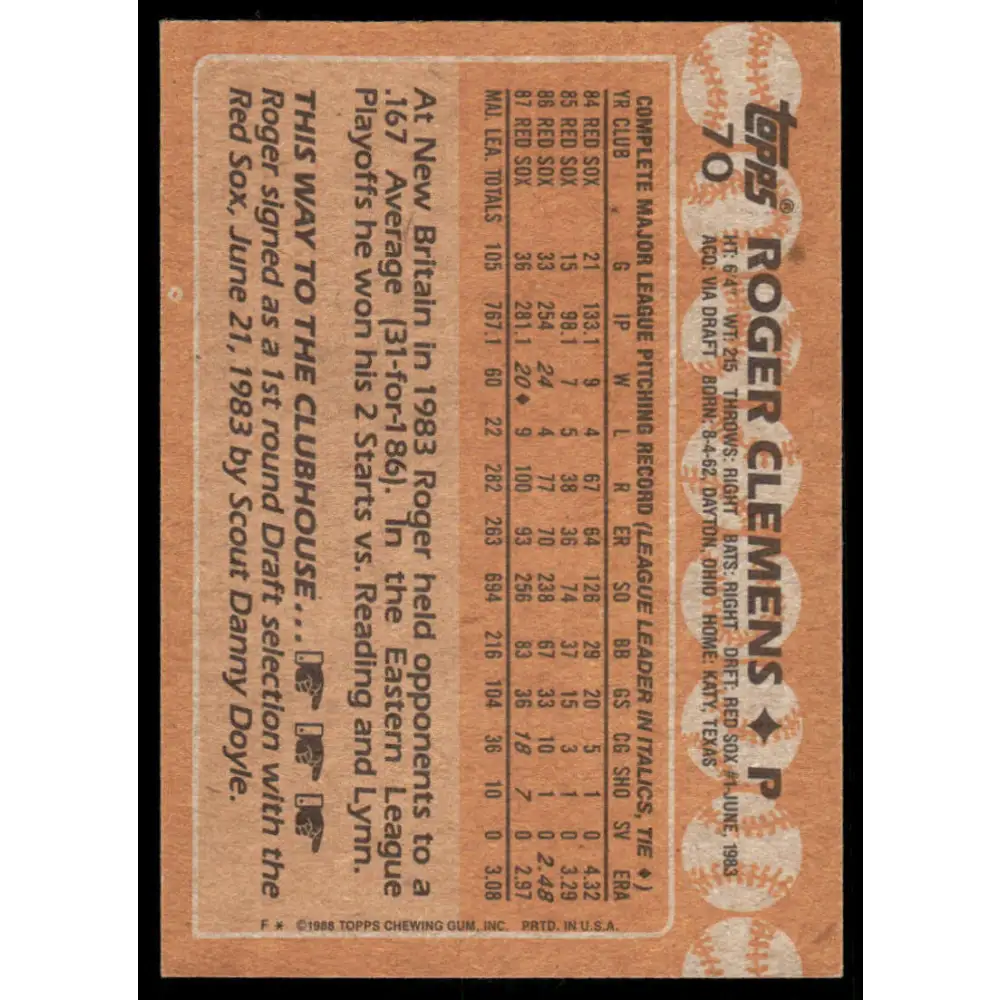 topps®
70
ROGER CLEMENS ✦ P
HT: 6'4" WT: 215 THROWS: RIGHT BATS: RIGHT DRFT: RED SOX #1-JUNE, 1983
ACQ: VIA DRAFT BORN: 8-4-62, DAYTON, OHIO HOME: KATY, TEXAS
COMPLETE MAJOR LEAGUE PITCHING RECORD (LEAGUE LEADER IN ITALICS, TIE ♦)
YR CLUB G IP W L R ER SO BB GS CG SHO SV ERA
84 RED SOX 21 133.1 9 4 67 64 126 29 20 5 1 0 4.32
85 RED SOX 15 98.1 7 5 38 36 74 37 15 3 1 0 3.29
86 RED SOX 33 254 24 4 77 70 238 67 33 10 1 0 2.48
87 RED SOX 36 281.1 20♦ 9 100 93 256 83 36 18 7 0 2.97
MAJ. LEA. TOTALS 105 767.1 60 22 282 263 694 216 104 36 10 0 3.08
At New Britain in 1983 Roger held opponents to a
.167 Average (31-for-186). In the Eastern League
Playoffs he won his 2 Starts vs. Reading and Lynn.
THIS WAY TO THE CLUBHOUSE...
Roger signed as a 1st round Draft selection with the
Red Sox, June 21, 1983 by Scout Danny Doyle.
F * ©1988 TOPPS CHEWING GUM, INC. PRTD. IN U.S.A.